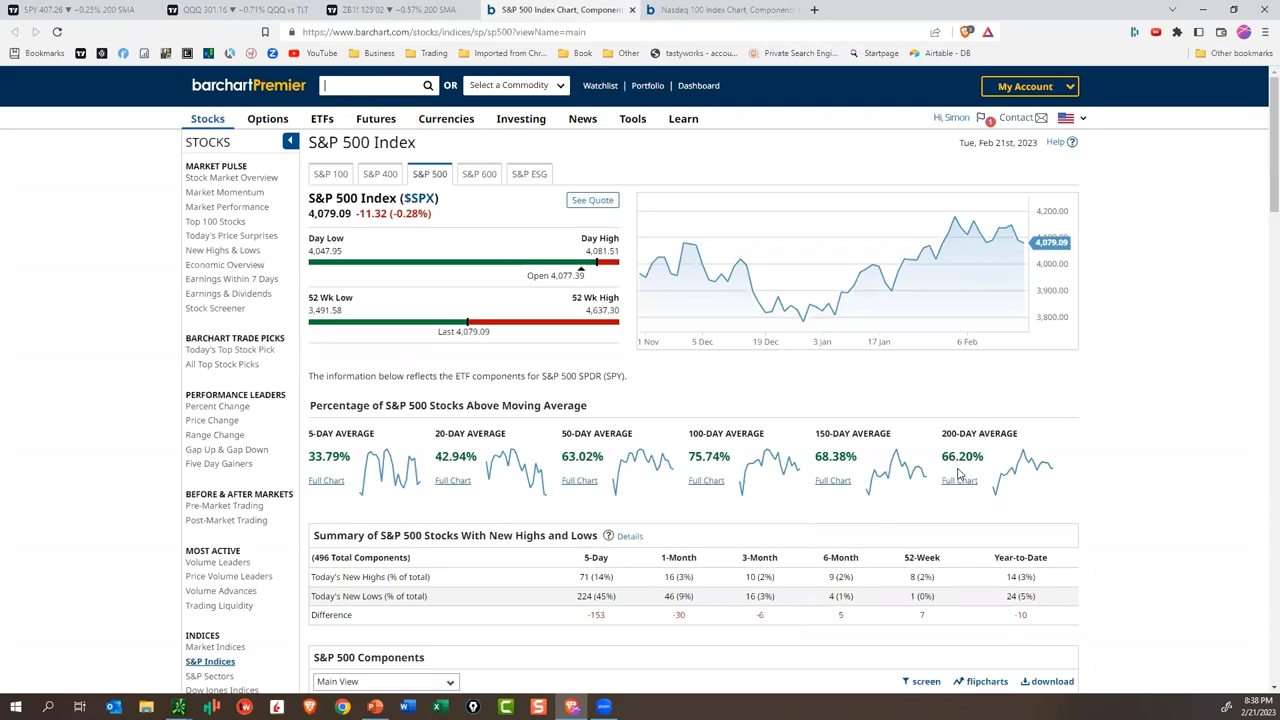 SPY 407.26 ▼ −0.25% 200 SMA
QQQ 301.16 ▼ −0.71% QQQ vs TLT
ZB1! 125'02 ▼ −0.57% 200 SMA
S&P 500 Index Chart, Component
Nasdaq 100 Index Chart, Components
https://www.barchart.com/stocks/indices/sp/sp500?viewName=main
Bookmarks
YouTube
Business
Trading
Imported from Chr...
Book
Other
tastyworks - accou...
Private Search Engi...
Startpage
Airtable - DB
Other bookmarks
barchart Premier
OR
Select a Commodity
Watchlist | Portfolio | Dashboard
My Account
Stocks Options ETFs Futures Currencies Investing News Tools Learn
Hi, Simon 1 Contact
STOCKS
MARKET PULSE
Stock Market Overview
Market Momentum
Market Performance
Top 100 Stocks
Today's Price Surprises
New Highs & Lows
Economic Overview
Earnings Within 7 Days
Earnings & Dividends
Stock Screener
BARCHART TRADE PICKS
Today's Top Stock Pick
All Top Stock Picks
PERFORMANCE LEADERS
Percent Change
Price Change
Range Change
Gap Up & Gap Down
Five Day Gainers
BEFORE & AFTER MARKETS
Pre-Market Trading
Post-Market Trading
MOST ACTIVE
Volume Leaders
Price Volume Leaders
Volume Advances
Trading Liquidity
INDICES
Market Indices
S&P Indices
S&P Sectors
Dow Jones Indices
S&P 500 Index
Tue, Feb 21st, 2023 Help
S&P 100 S&P 400 S&P 500 S&P 600 S&P ESG
S&P 500 Index ($SPX)
See Quote
4,079.09 -11.32 (-0.28%)
Day Low Day High
4,047.95 4,081.51
Open 4,077.39
52 Wk Low 52 Wk High
3,491.58 4,637.30
Last 4,079.09
4,200.00
4,079.09
4,000.00
3,900.00
3,800.00
1 Nov 5 Dec 19 Dec 3 Jan 17 Jan 6 Feb
The information below reflects the ETF components for S&P 500 SPDR (SPY).
Percentage of S&P 500 Stocks Above Moving Average
5-DAY AVERAGE 20-DAY AVERAGE 50-DAY AVERAGE 100-DAY AVERAGE 150-DAY AVERAGE 200-DAY AVERAGE
33.79% 42.94% 63.02% 75.74% 68.38% 66.20%
Full Chart Full Chart Full Chart Full Chart Full Chart Full Chart
Summary of S&P 500 Stocks With New Highs and Lows Details
(496 Total Components) 5-Day 1-Month 3-Month 6-Month 52-Week Year-to-Date
Today's New Highs (% of total) 71 (14%) 16 (3%) 10 (2%) 9 (2%) 8 (2%) 14 (3%)
Today's New Lows (% of total) 224 (45%) 46 (9%) 16 (3%) 4 (1%) 1 (0%) 24 (5%)
Difference -153 -30 -6 5 7 -10
S&P 500 Components
Main View
screen flipcharts download
8:38 PM
2/21/2023